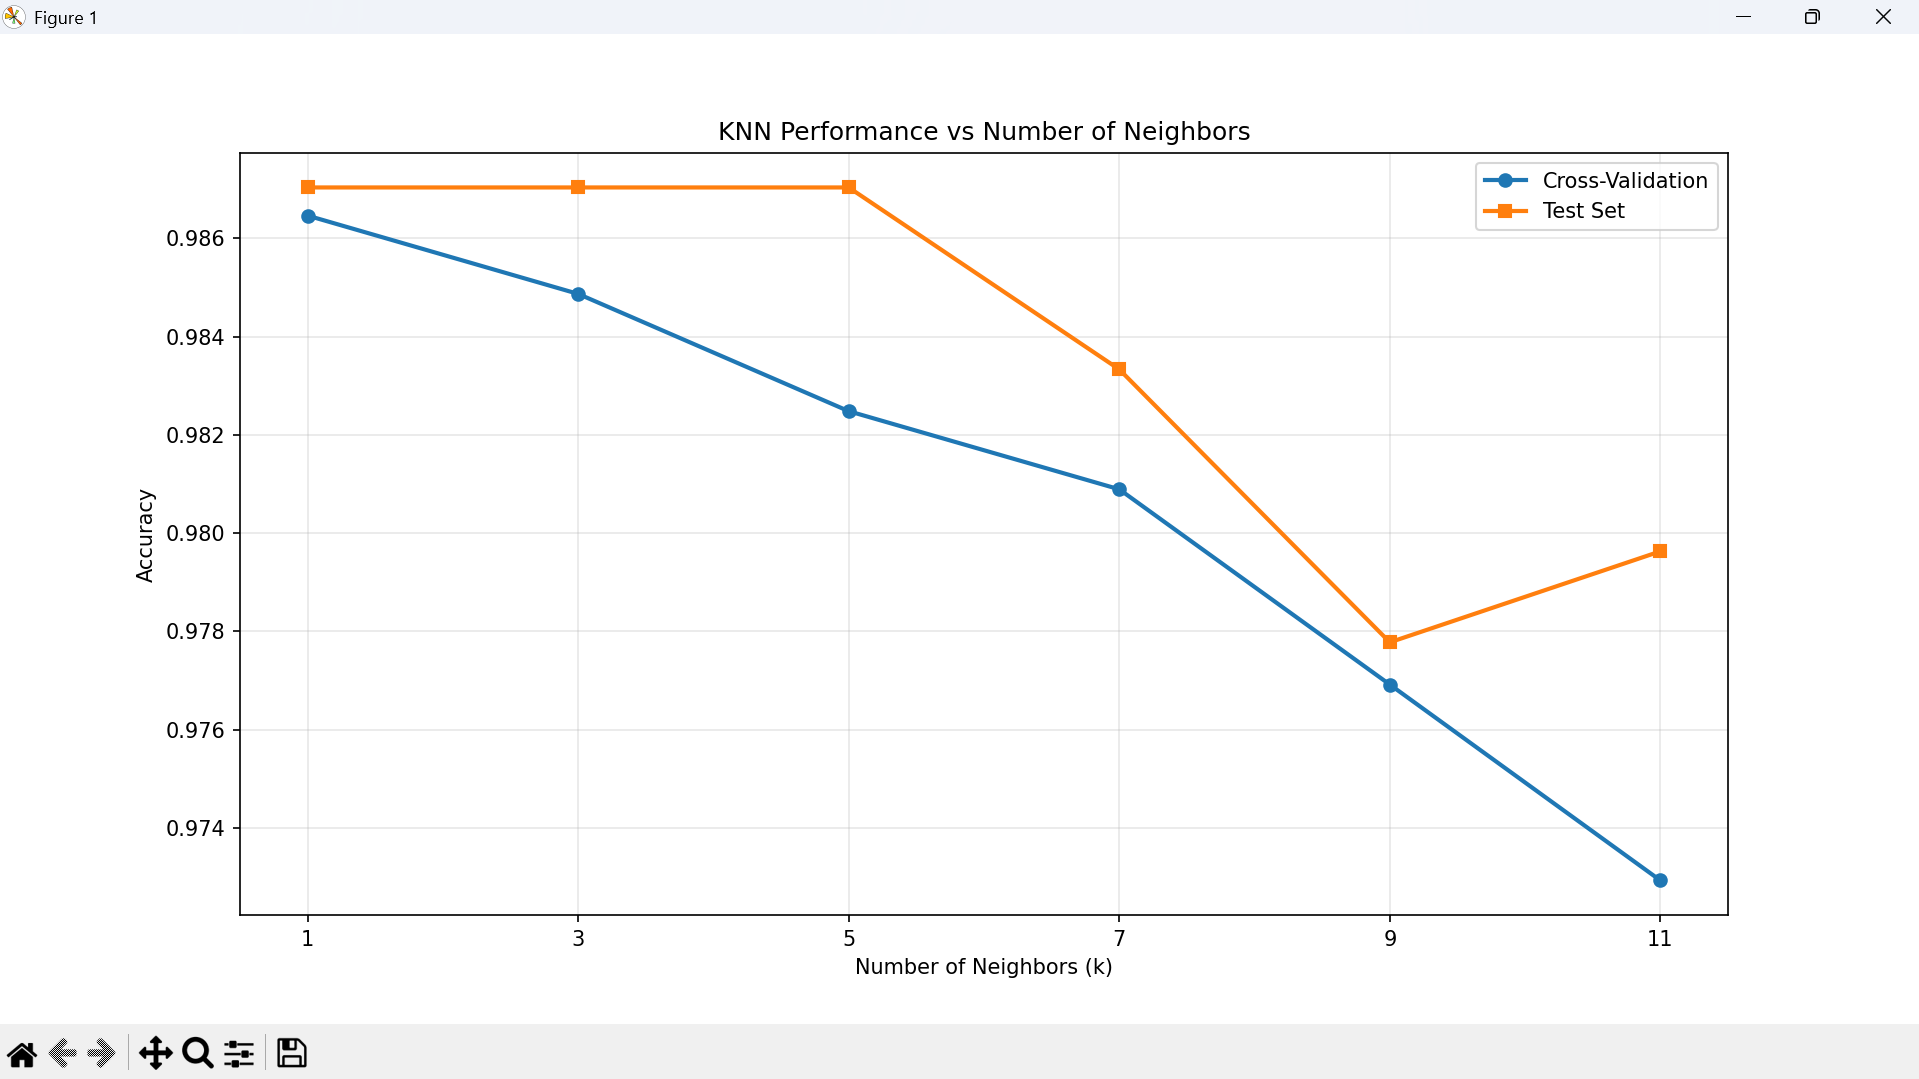 Figure 1
KNN Performance vs Number of Neighbors
Cross-Validation
Test Set
0.986
0.984
0.982
0.980
0.978
0.976
0.974
Accuracy
1 3 5 7 9 11
Number of Neighbors (k)